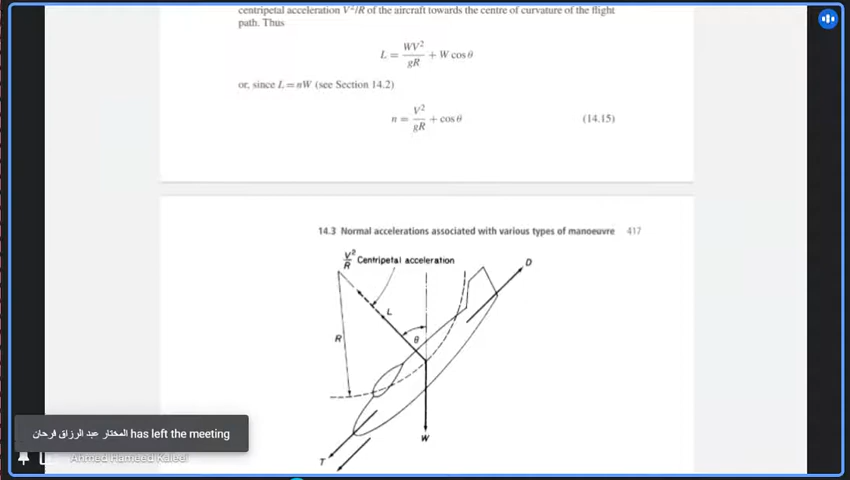 centripetal acceleration V²/R of the aircraft towards the centre of curvature of the flight
path. Thus
L = WV²/gR + W cos θ
or, since L = nW (see Section 14.2)
n = V²/gR + cos θ (14.15)
14.3 Normal accelerations associated with various types of manoeuvre 417
V²/R Centripetal acceleration
D
L
R
θ
W
T
المختار عبد الرزاق فرحان has left the meeting
Ahmed Hameed Kaleel